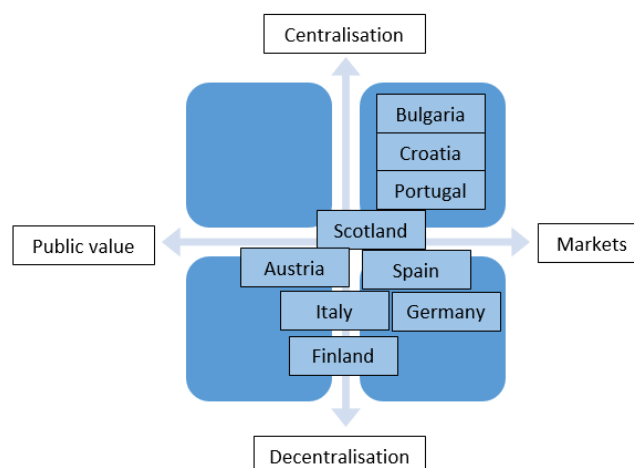 Centralisation
Bulgaria
Croatia
Portugal
Scotland
Public value
Markets
Austria
Spain
Italy
Germany
Finland
Decentralisation